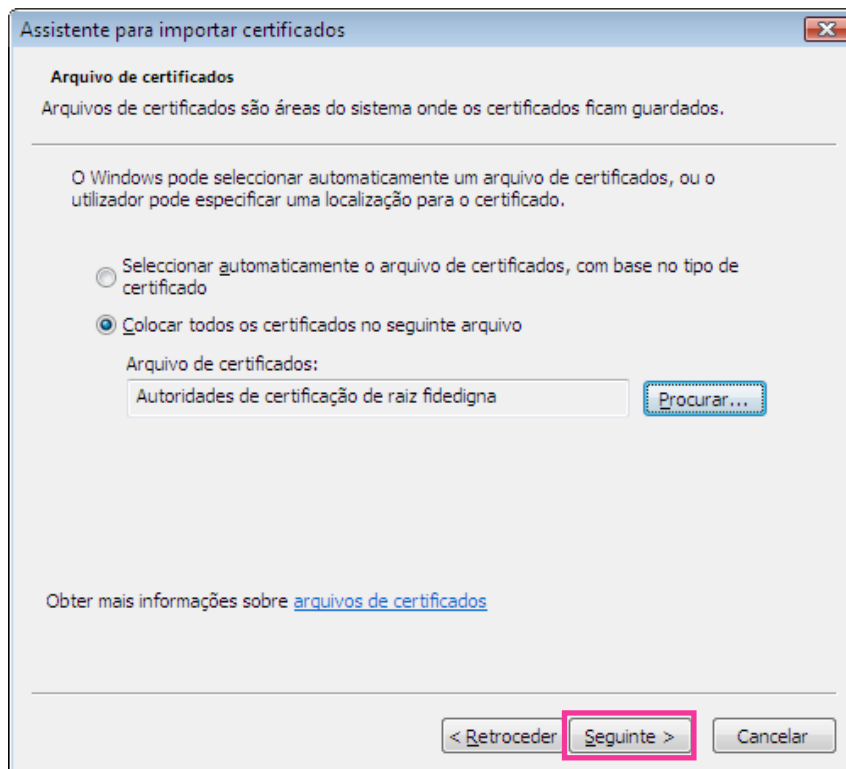 Assistente para importar certificados
Arquivo de certificados
Arquivos de certificados são áreas do sistema onde os certificados ficam guardados.
O Windows pode seleccionar automaticamente um arquivo de certificados, ou o
utilizador pode especificar uma localização para o certificado.
Seleccionar automaticamente o arquivo de certificados, com base no tipo de
certificado
Colocar todos os certificados no seguinte arquivo
Arquivo de certificados:
Autoridades de certificação de raiz fidedigna
Procurar...
Obter mais informações sobre arquivos de certificados
< Retroceder
Seguinte >
Cancelar